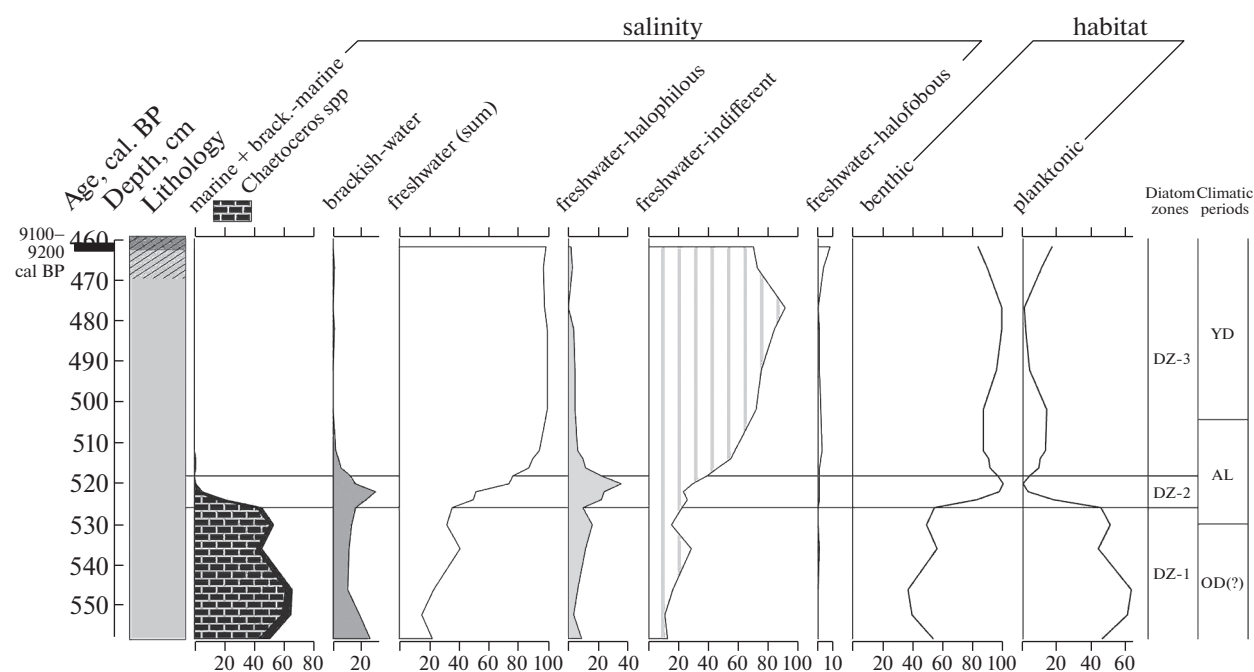 salinity
habitat
Age, cal. BP
Depth, cm
Lithology
marine + brack.-marine
Chaetoceros spp
brackish-water
freshwater (sum)
freshwater-halophilous
freshwater-indifferent
freshwater-halofobous
benthic
planktonic
Diatom zones
Climatic periods
9100–
9200
cal BP
460
470
480
490
500
510
520
530
540
550
DZ-3
DZ-2
DZ-1
YD
AL
OD(?)
20 40 60 80
20
20 40 60 80 100
20 40
20 40 60 80 100
10
20 40 60 80 100
20 40 60